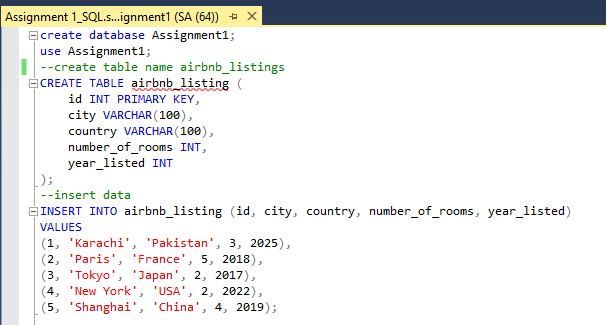 Assignment 1_SQL.s...ignment1 (SA (64))
create database Assignment1;
use Assignment1;
--create table name airbnb_listings
CREATE TABLE airbnb_listing (
    id INT PRIMARY KEY,
    city VARCHAR(100),
    country VARCHAR(100),
    number_of_rooms INT,
    year_listed INT
);
--insert data
INSERT INTO airbnb_listing (id, city, country, number_of_rooms, year_listed)
VALUES
(1, 'Karachi', 'Pakistan', 3, 2025),
(2, 'Paris', 'France', 5, 2018),
(3, 'Tokyo', 'Japan', 2, 2017),
(4, 'New York', 'USA', 2, 2022),
(5, 'Shanghai', 'China', 4, 2019);